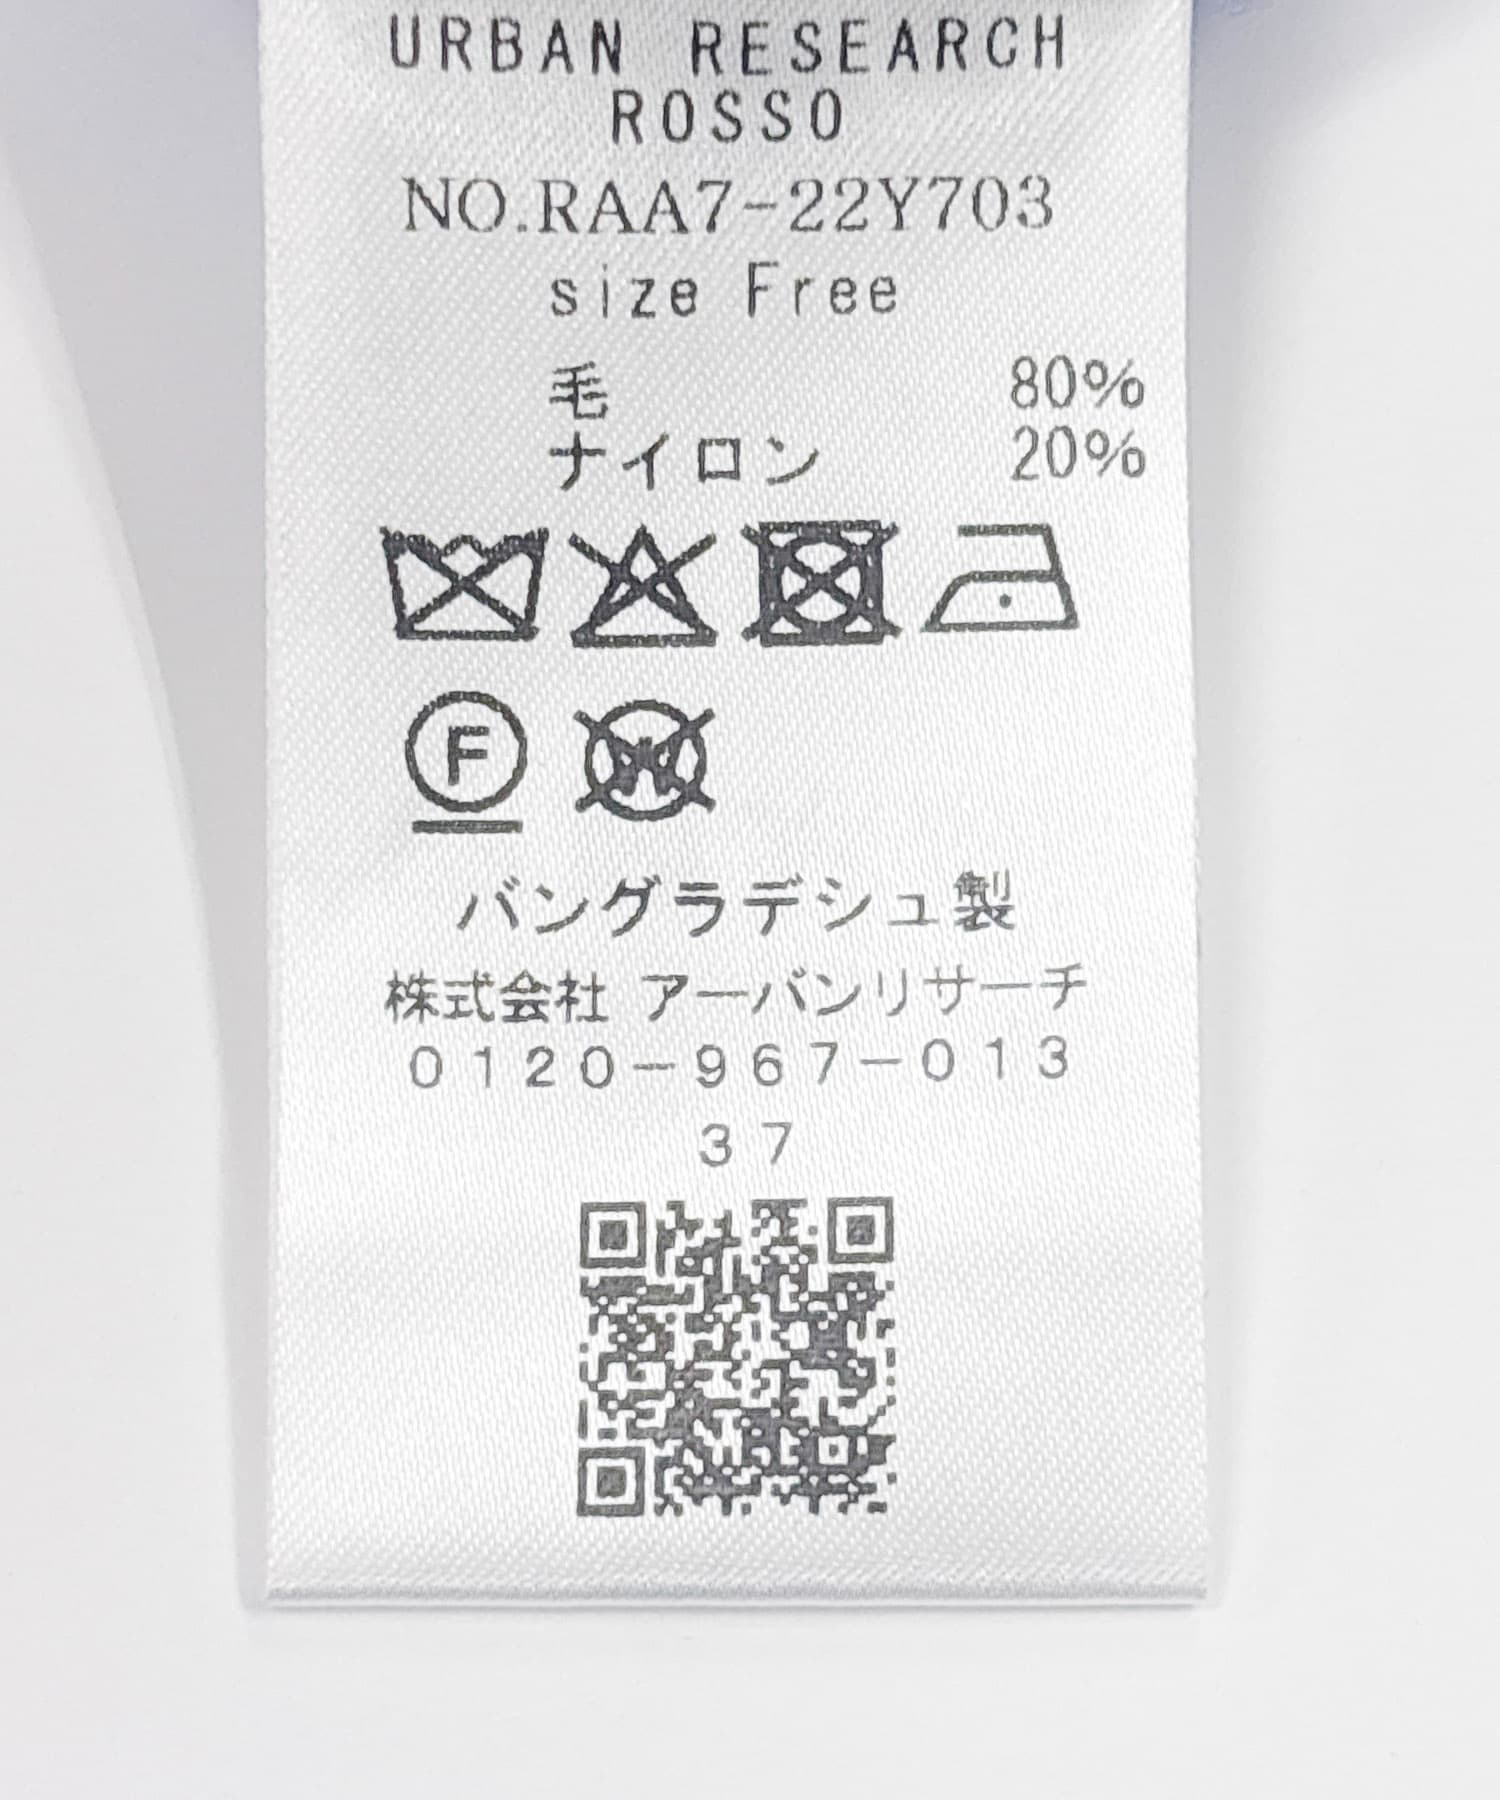 URBAN RESEARCH
ROSSO
NO.RAA7-22Y703
size Free
毛 80%
ナイロン 20%
F
バングラデシュ製
株式会社 アーバンリサーチ
0120-967-013
37